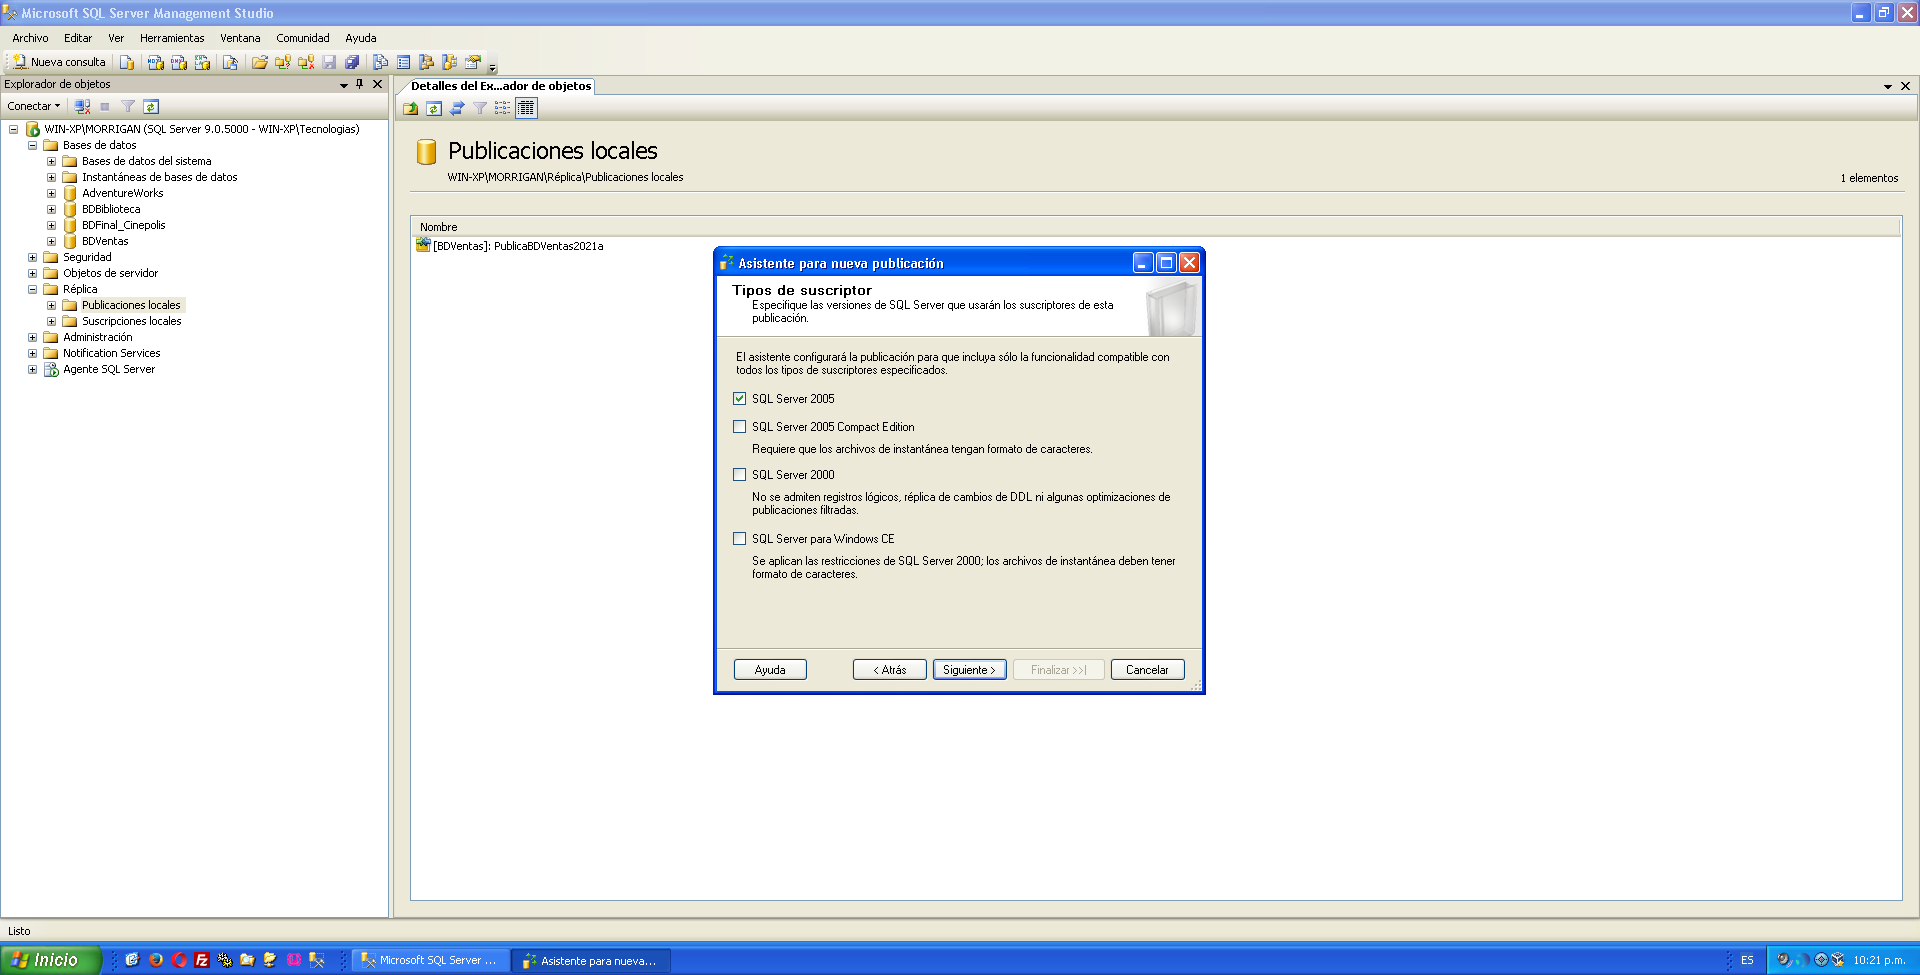 Microsoft SQL Server Management Studio
Archivo Editar Ver Herramientas Ventana Comunidad Ayuda
Nueva consulta
Explorador de objetos
Conectar
WIN-XP\MORRIGAN (SQL Server 9.0.5000 - WIN-XP\Tecnologias)
Bases de datos
Bases de datos del sistema
Instantáneas de bases de datos
AdventureWorks
BDBiblioteca
BDFinal_Cinepolis
BDVentas
Seguridad
Objetos de servidor
Réplica
Publicaciones locales
Suscripciones locales
Administración
Notification Services
Agente SQL Server
Detalles del Ex...ador de objetos
Publicaciones locales
WIN-XP\MORRIGAN\Réplica\Publicaciones locales
1 elementos
Nombre
[BDVentas]: PublicaBDVentas2021a
Asistente para nueva publicación
Tipos de suscriptor
Especifique las versiones de SQL Server que usarán los suscriptores de esta
publicación.
El asistente configurará la publicación para que incluya sólo la funcionalidad compatible con
todos los tipos de suscriptores especificados.
SQL Server 2005
SQL Server 2005 Compact Edition
Requiere que los archivos de instantánea tengan formato de caracteres.
SQL Server 2000
No se admiten registros lógicos, réplica de cambios de DDL ni algunas optimizaciones de
publicaciones filtradas.
SQL Server para Windows CE
Se aplican las restricciones de SQL Server 2000; los archivos de instantánea deben tener
formato de caracteres.
Ayuda < Atrás Siguiente > Finalizar >>| Cancelar
Listo
Inicio Microsoft SQL Server ... Asistente para nueva... ES 10:21 p.m.